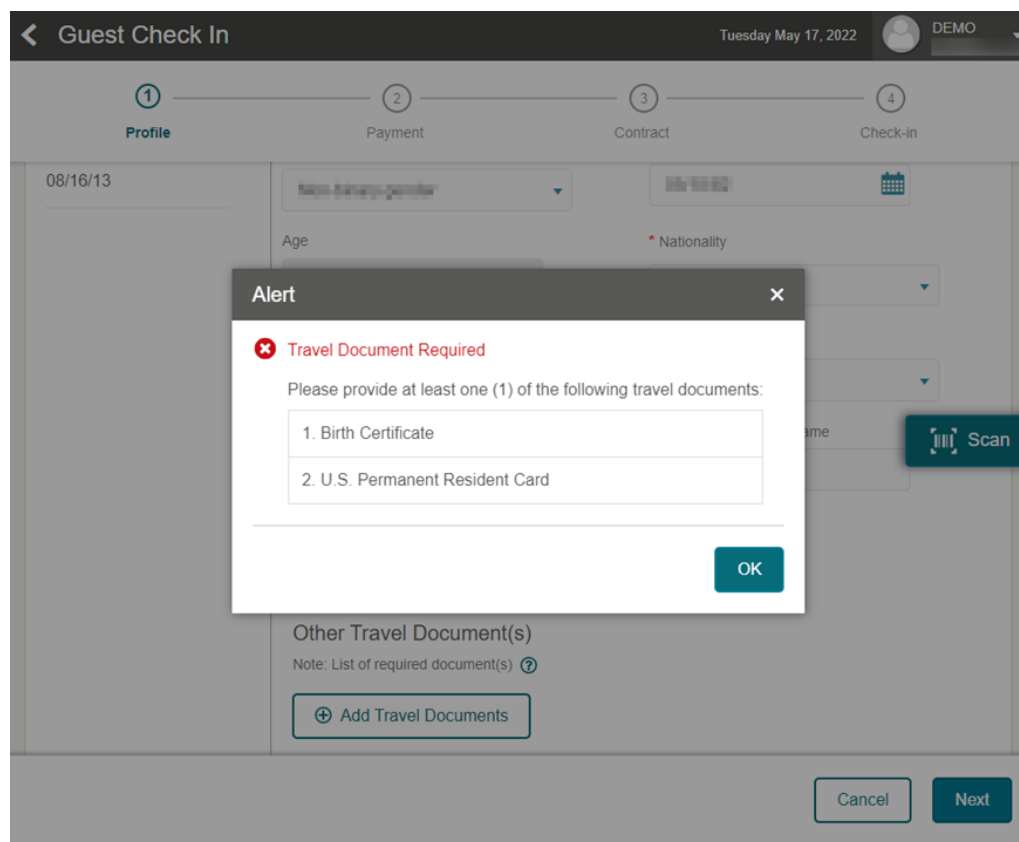 Guest Check In
Tuesday May 17, 2022
DEMO
1
2
3
4
Profile
Payment
Contract
Check-in
08/16/13
Age
* Nationality
Alert
Travel Document Required
Please provide at least one (1) of the following travel documents:
1. Birth Certificate
2. U.S. Permanent Resident Card
OK
Scan
Other Travel Document(s)
Note: List of required document(s) ?
Add Travel Documents
Cancel
Next